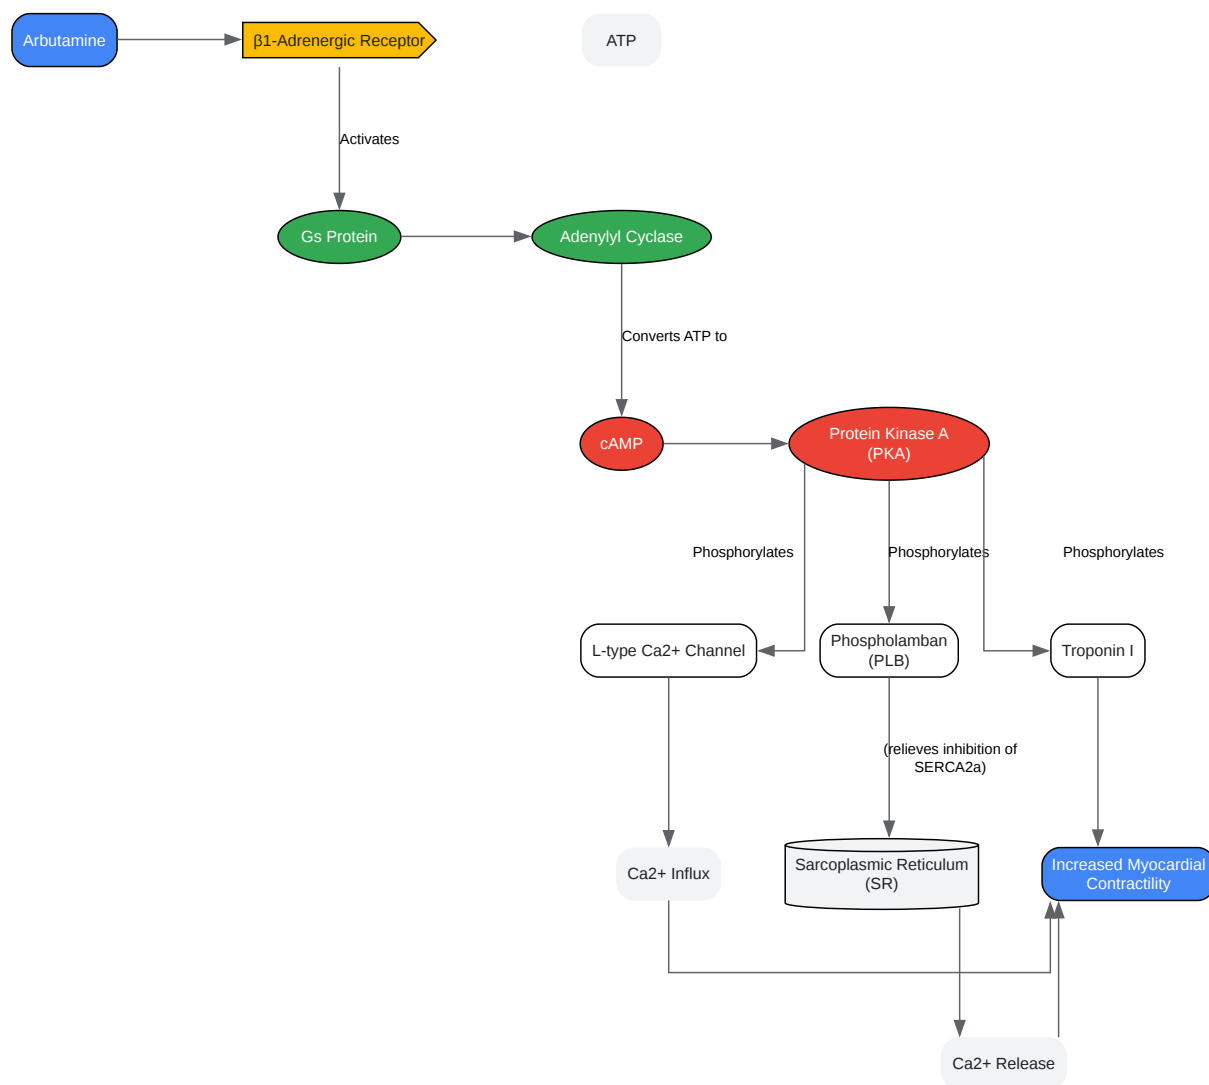 Arbutamine
β1-Adrenergic Receptor
ATP
Activates
Gs Protein
Adenylyl Cyclase
Converts ATP to
cAMP
Protein Kinase A
(PKA)
Phosphorylates
Phosphorylates
Phosphorylates
L-type Ca2+ Channel
Phospholamban
(PLB)
Troponin I
(relieves inhibition of
SERCA2a)
Ca2+ Influx
Sarcoplasmic Reticulum
(SR)
Increased Myocardial
Contractility
Ca2+ Release